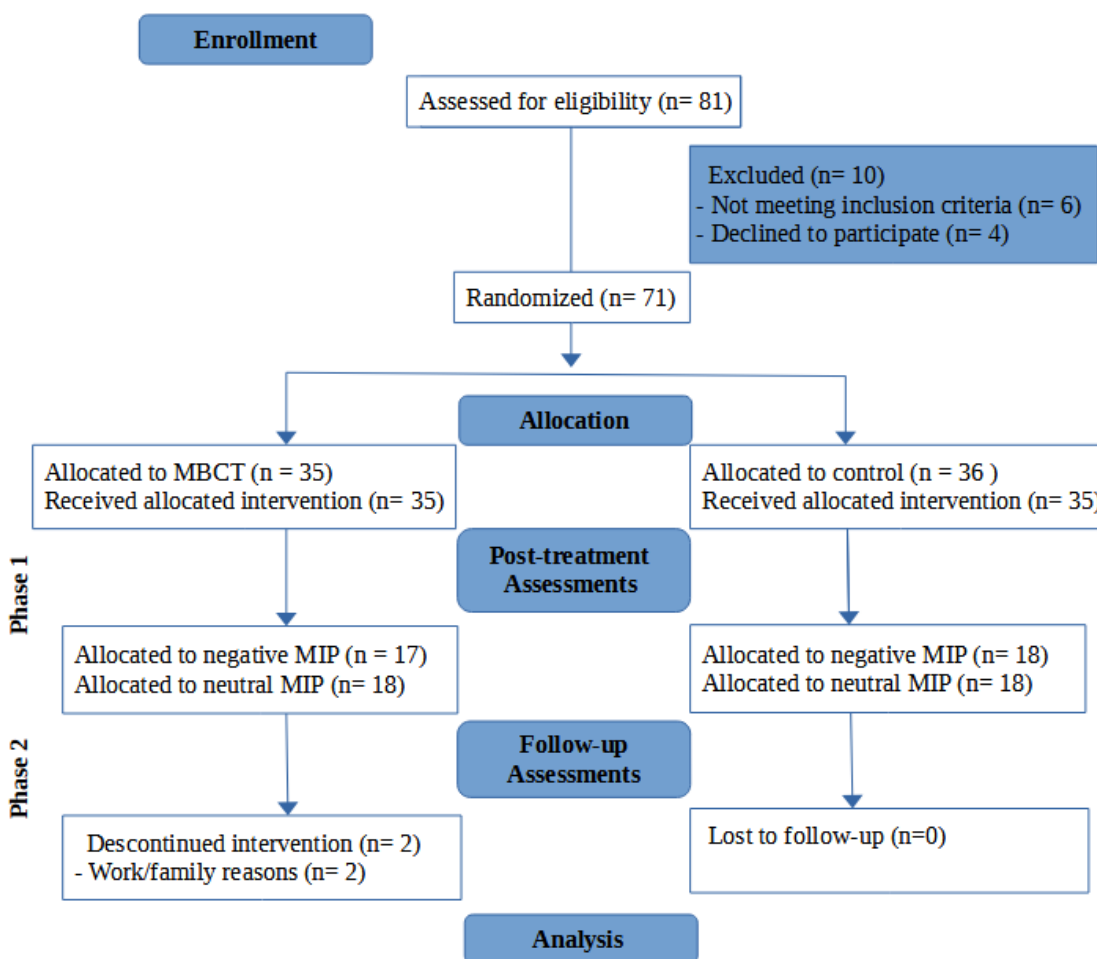 Enrollment
Assessed for eligibility (n= 81)
Excluded (n= 10)
- Not meeting inclusion criteria (n= 6)
- Declined to participate (n= 4)
Randomized (n= 71)
Allocation
Allocated to MBCT (n = 35)
Received allocated intervention (n= 35)
Allocated to control (n = 36 )
Received allocated intervention (n= 35)
Phase 1
Post-treatment
Assessments
Allocated to negative MIP (n = 17)
Allocated to neutral MIP (n= 18)
Allocated to negative MIP (n= 18)
Allocated to neutral MIP (n= 18)
Phase 2
Follow-up
Assessments
Descontinued intervention (n= 2)
- Work/family reasons (n= 2)
Lost to follow-up (n=0)
Analysis